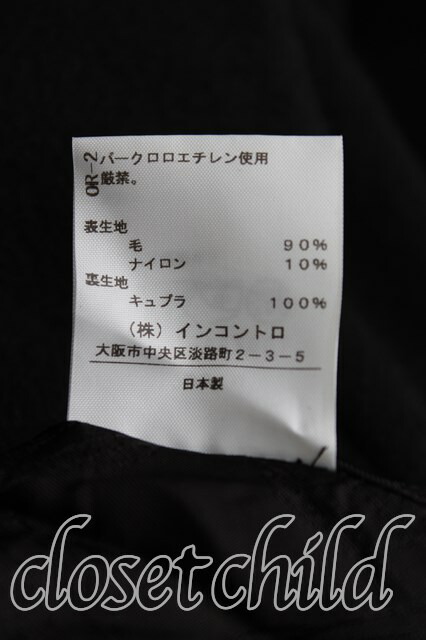 OR-2
パークロロエチレン使用
厳禁。
表生地
毛 90%
ナイロン 10%
裏生地
キュプラ 100%
(株)インコントロ
大阪市中央区淡路町2-3-5
日本製
closetchild